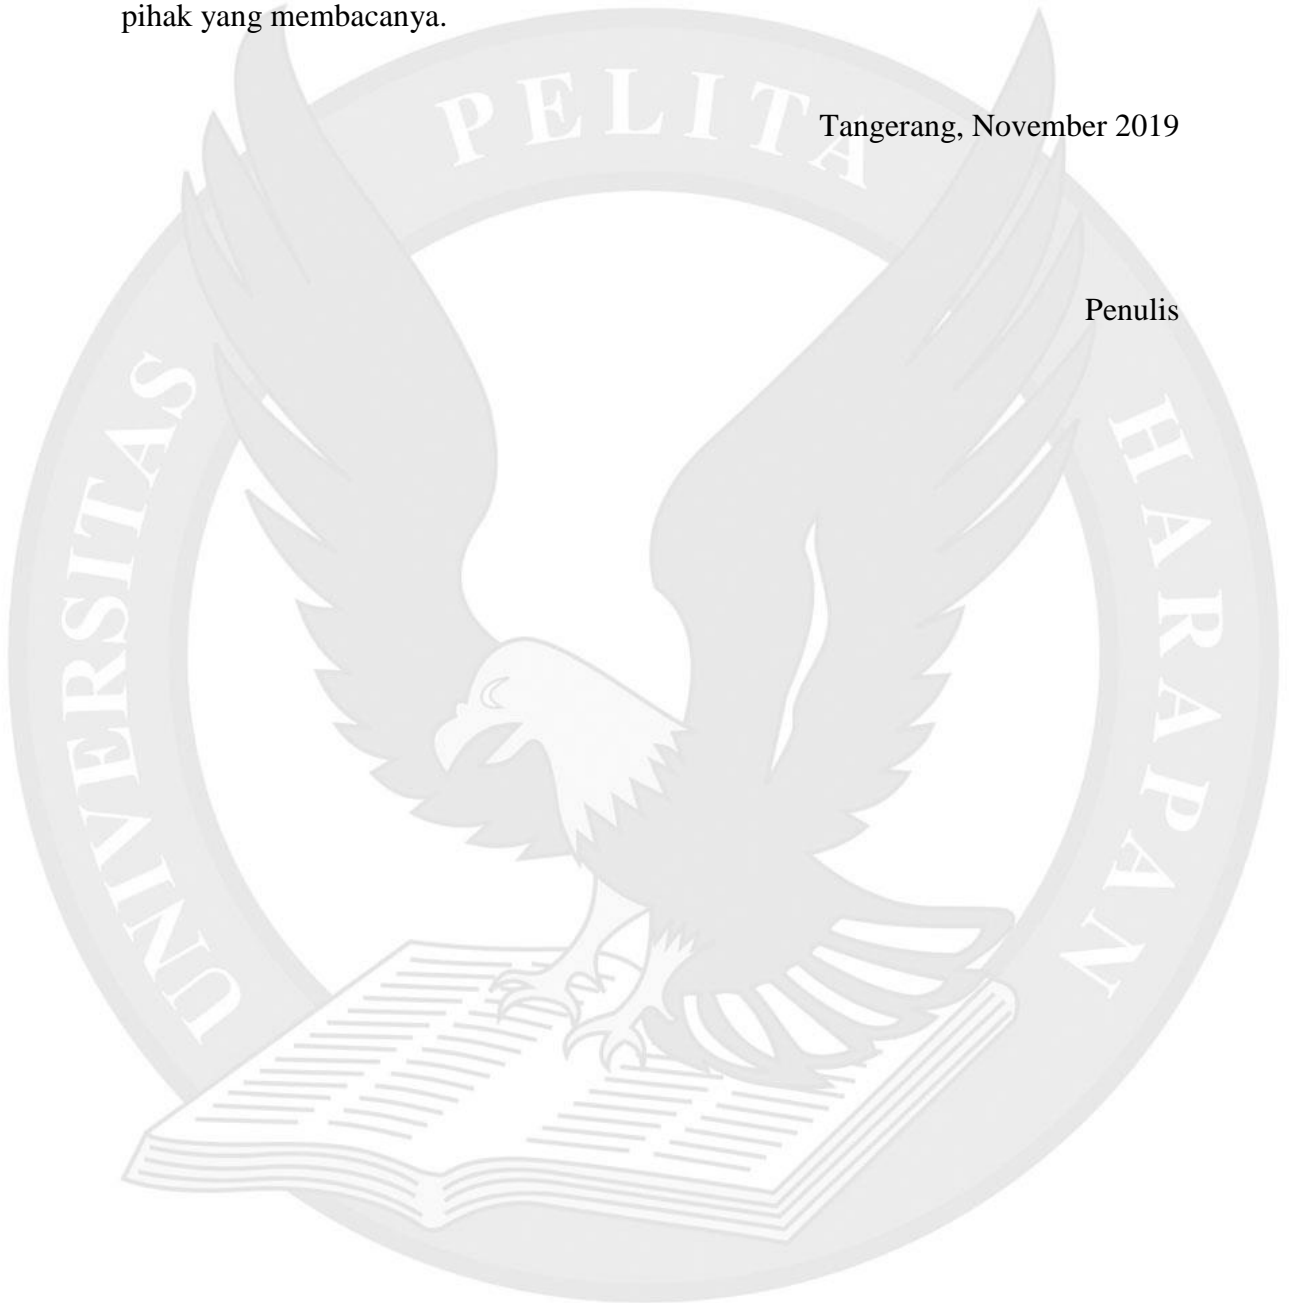 pihak yang membacanya.
Tangerang, November 2019
Penulis
UNIVERSITAS PELITA HARAPAN